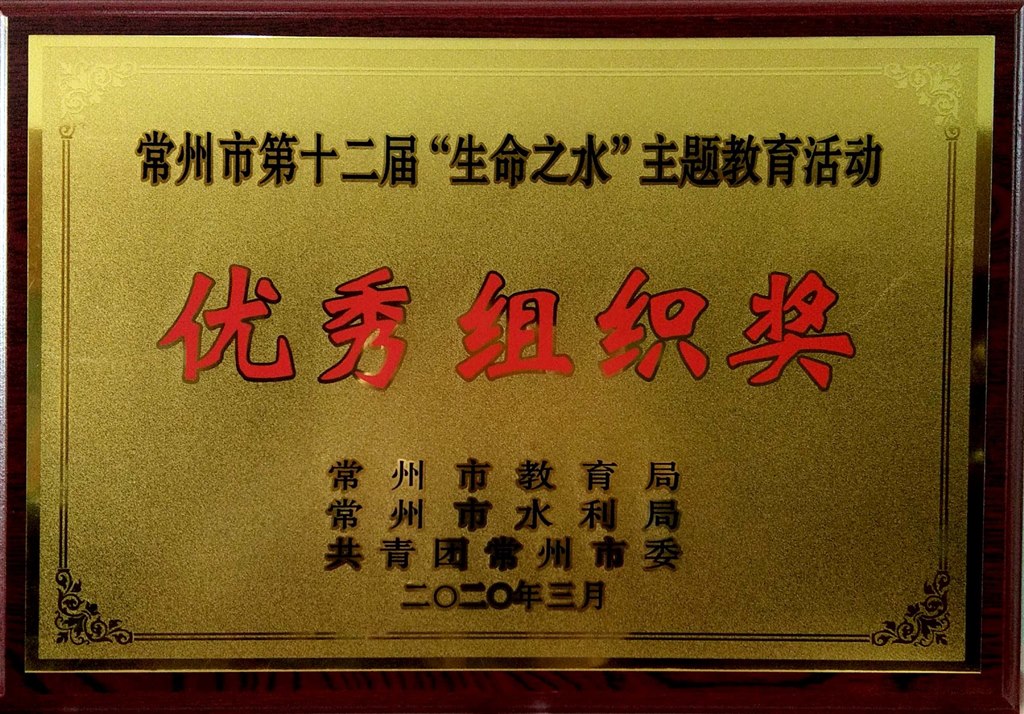 常州市第十二届“生命之水”主题教育活动
优秀组织奖
常州市教育局
常州市水利局
共青团常州市委
二〇二〇年三月